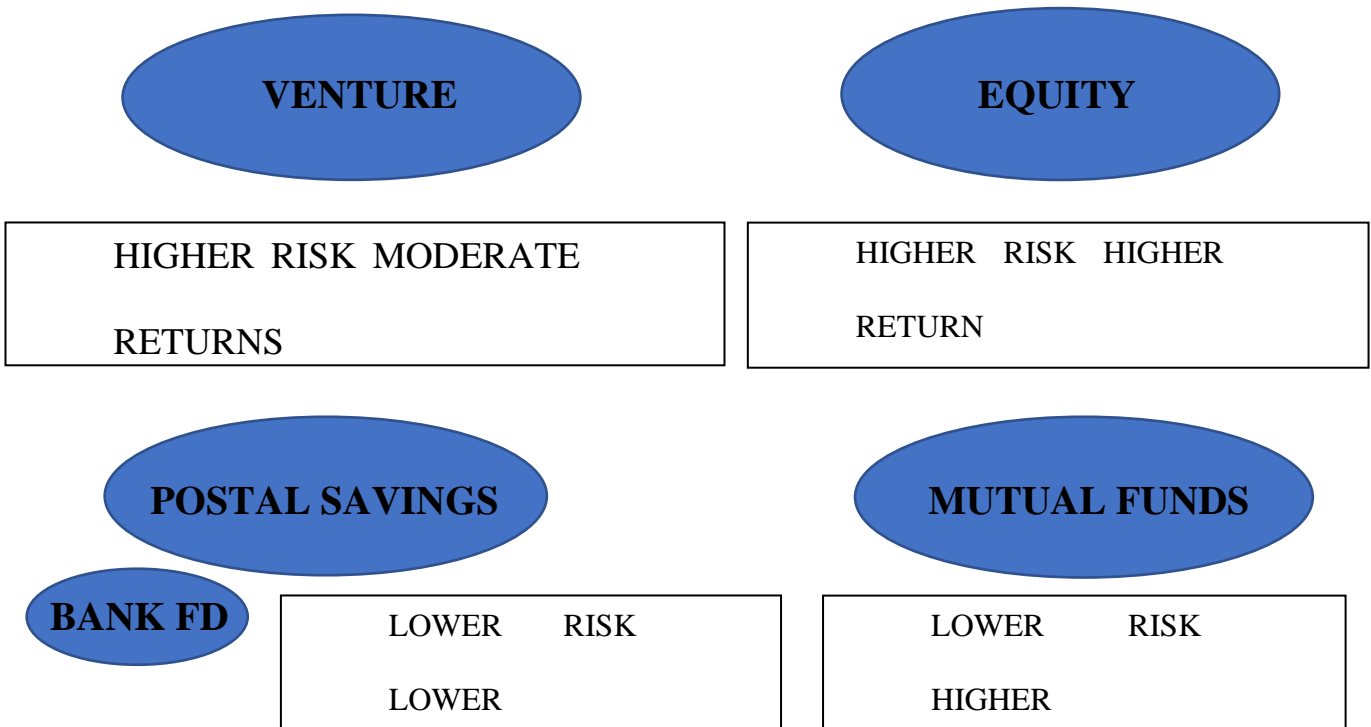 VENTURE
EQUITY
HIGHER RISK MODERATE
RETURNS
HIGHER RISK HIGHER
RETURN
POSTAL SAVINGS
MUTUAL FUNDS
BANK FD
LOWER RISK
LOWER
LOWER RISK
HIGHER